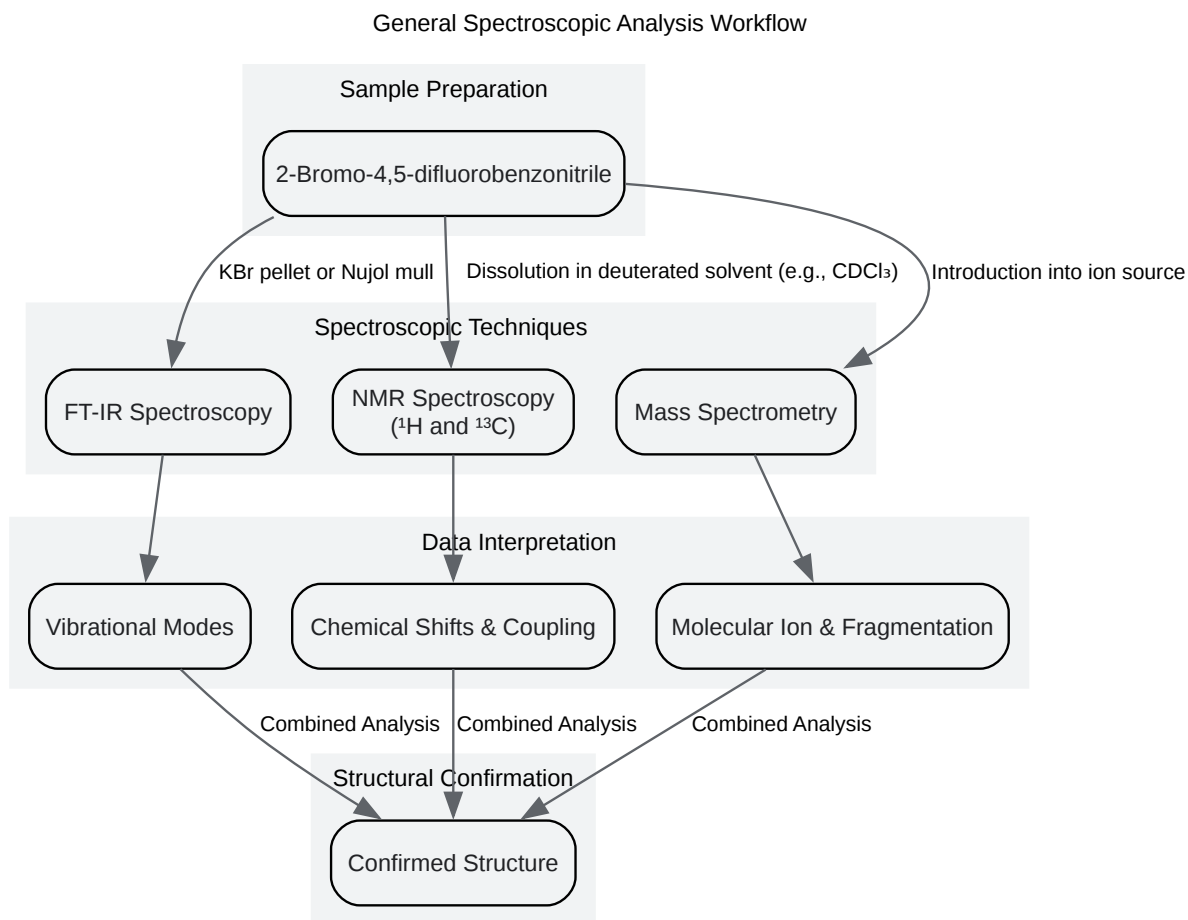 General Spectroscopic Analysis Workflow
Sample Preparation
2-Bromo-4,5-difluorobenzonitrile
KBr pellet or Nujol mull
Dissolution in deuterated solvent (e.g., CDCl₃)
Introduction into ion source
Spectroscopic Techniques
FT-IR Spectroscopy
NMR Spectroscopy
(¹H and ¹³C)
Mass Spectrometry
Data Interpretation
Vibrational Modes
Chemical Shifts & Coupling
Molecular Ion & Fragmentation
Combined Analysis
Combined Analysis
Combined Analysis
Structural Confirmation
Confirmed Structure